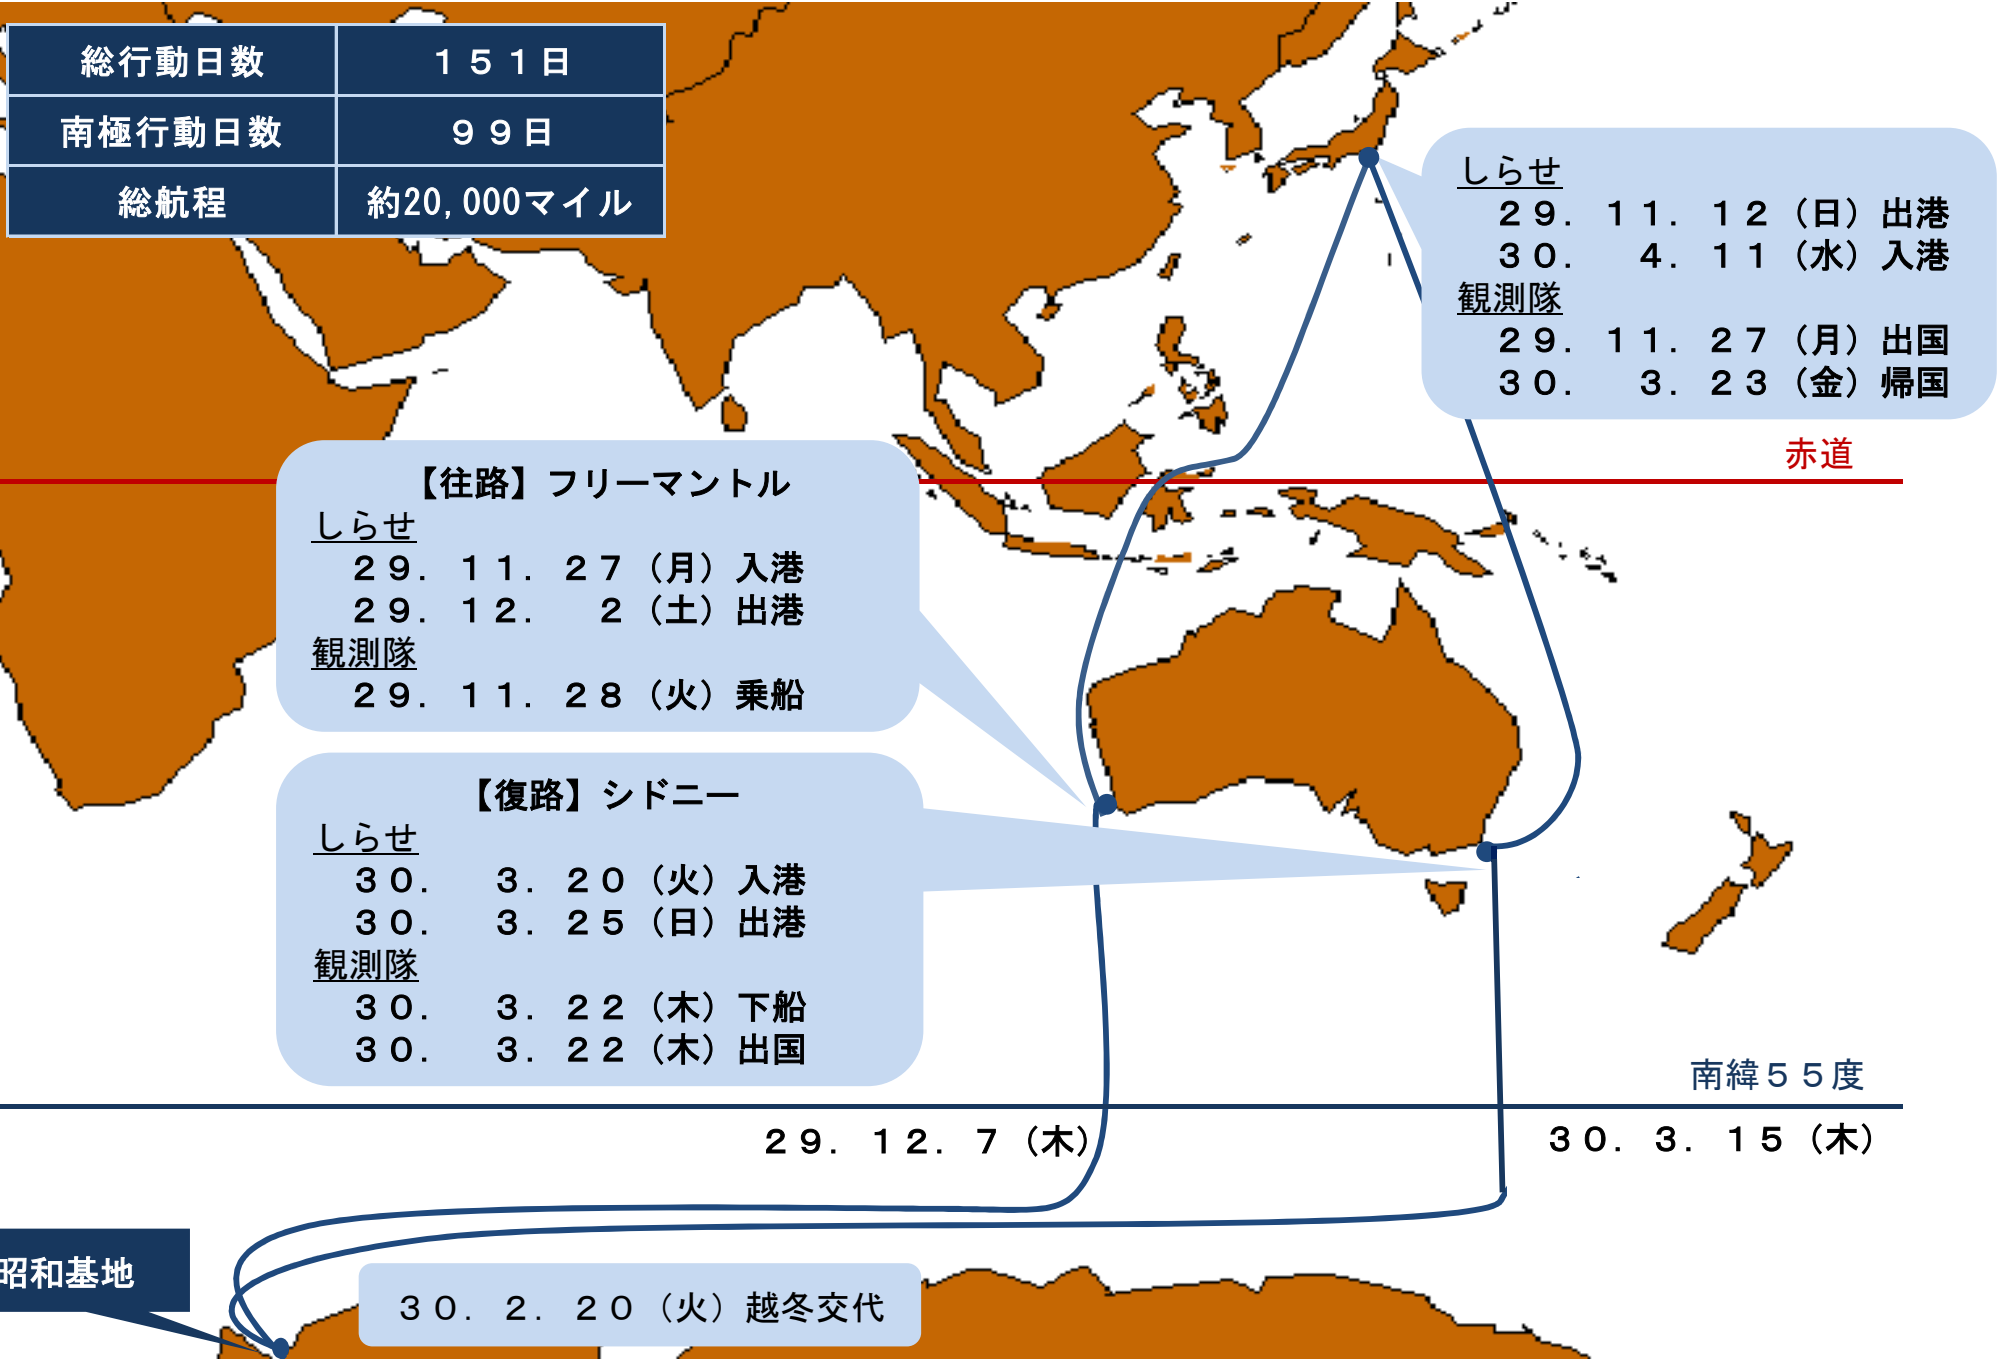 総行動日数 １５１日
南極行動日数 ９９日
総航程 約20,000マイル
しらせ
２９．１１．１２（日）出港
３０．　４．１１（水）入港
観測隊
２９．１１．２７（月）出国
３０．　３．２３（金）帰国
赤道
【往路】フリーマントル
しらせ
２９．１１．２７（月）入港
２９．１２．　２（土）出港
観測隊
２９．１１．２８（火）乗船
【復路】シドニー
しらせ
３０．　３．２０（火）入港
３０．　３．２５（日）出港
観測隊
３０．　３．２２（木）下船
３０．　３．２２（木）出国
南緯５５度
２９．１２．７（木）
３０．３．１５（木）
昭和基地
３０．２．２０（火）越冬交代